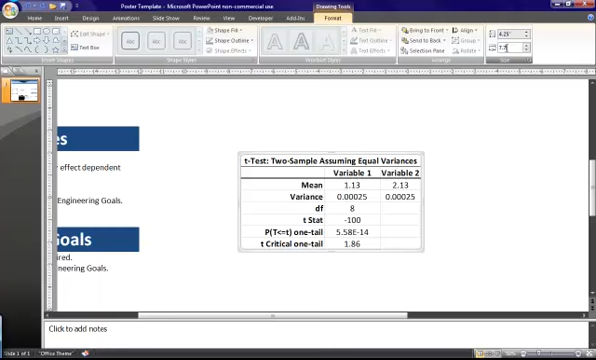 Poster Template - Microsoft PowerPoint non-commercial use.
Drawing Tools
Home Insert Design Animations Slide Show Review View Developer Add-Ins Format
Edit Shape
Text Box
Insert Shapes
Abc Abc Abc
Shape Fill
Shape Outline
Shape Effects
Shape Styles
A A A
Text Fill
Text Outline
Text Effects
WordArt Styles
Bring to Front
Send to Back
Selection Pane
Align
Group
Rotate
Arrange
4.25"
7.7
Size
es
effect dependent
Engineering Goals.
Goals
ired.
neering Goals.
t-Test: Two-Sample Assuming Equal Variances
Variable 1 Variable 2
Mean 1.13 2.13
Variance 0.00025 0.00025
df 8
t Stat -100
P(T<=t) one-tail 5.58E-14
t Critical one-tail 1.86
Click to add notes
Slide 1 of 1 "Office Theme"